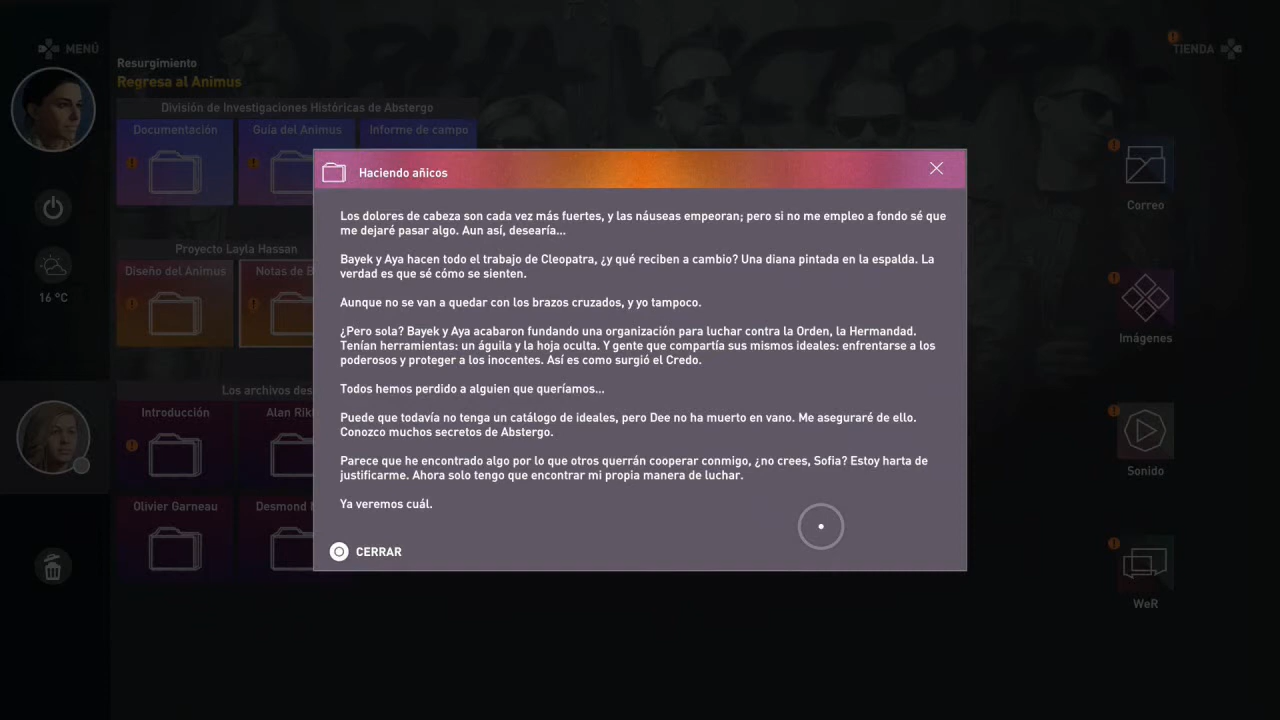 MENÚ
TIENDA
Resurgimiento
Regresa al Animus
División de Investigaciones Históricas de Abstergo
Documentación
Guía del Animus
Informe de campo
Haciendo añicos
Los dolores de cabeza son cada vez más fuertes, y las náuseas empeoran; pero si no me empleo a fondo sé que
me dejaré pasar algo. Aun así, desearía...
Bayek y Aya hacen todo el trabajo de Cleopatra, ¿y qué reciben a cambio? Una diana pintada en la espalda. La
verdad es que sé cómo se sienten.
Aunque no se van a quedar con los brazos cruzados, y yo tampoco.
¿Pero sola? Bayek y Aya acabaron fundando una organización para luchar contra la Orden, la Hermandad.
Tenían herramientas: un águila y la hoja oculta. Y gente que compartía sus mismos ideales: enfrentarse a los
poderosos y proteger a los inocentes. Así es como surgió el Credo.
Todos hemos perdido a alguien que queríamos...
Puede que todavía no tenga un catálogo de ideales, pero Dee no ha muerto en vano. Me aseguraré de ello.
Conozco muchos secretos de Abstergo.
Parece que he encontrado algo por lo que otros querrán cooperar conmigo, ¿no crees, Sofia? Estoy harta de
justificarme. Ahora solo tengo que encontrar mi propia manera de luchar.
Ya veremos cuál.
CERRAR
Proyecto Layla Hassan
Diseño del Animus
Notas de B
16 °C
Los archivos des
Introducción
Alan Rik
Olivier Garneau
Desmond
Correo
Imágenes
Sonido
WeR